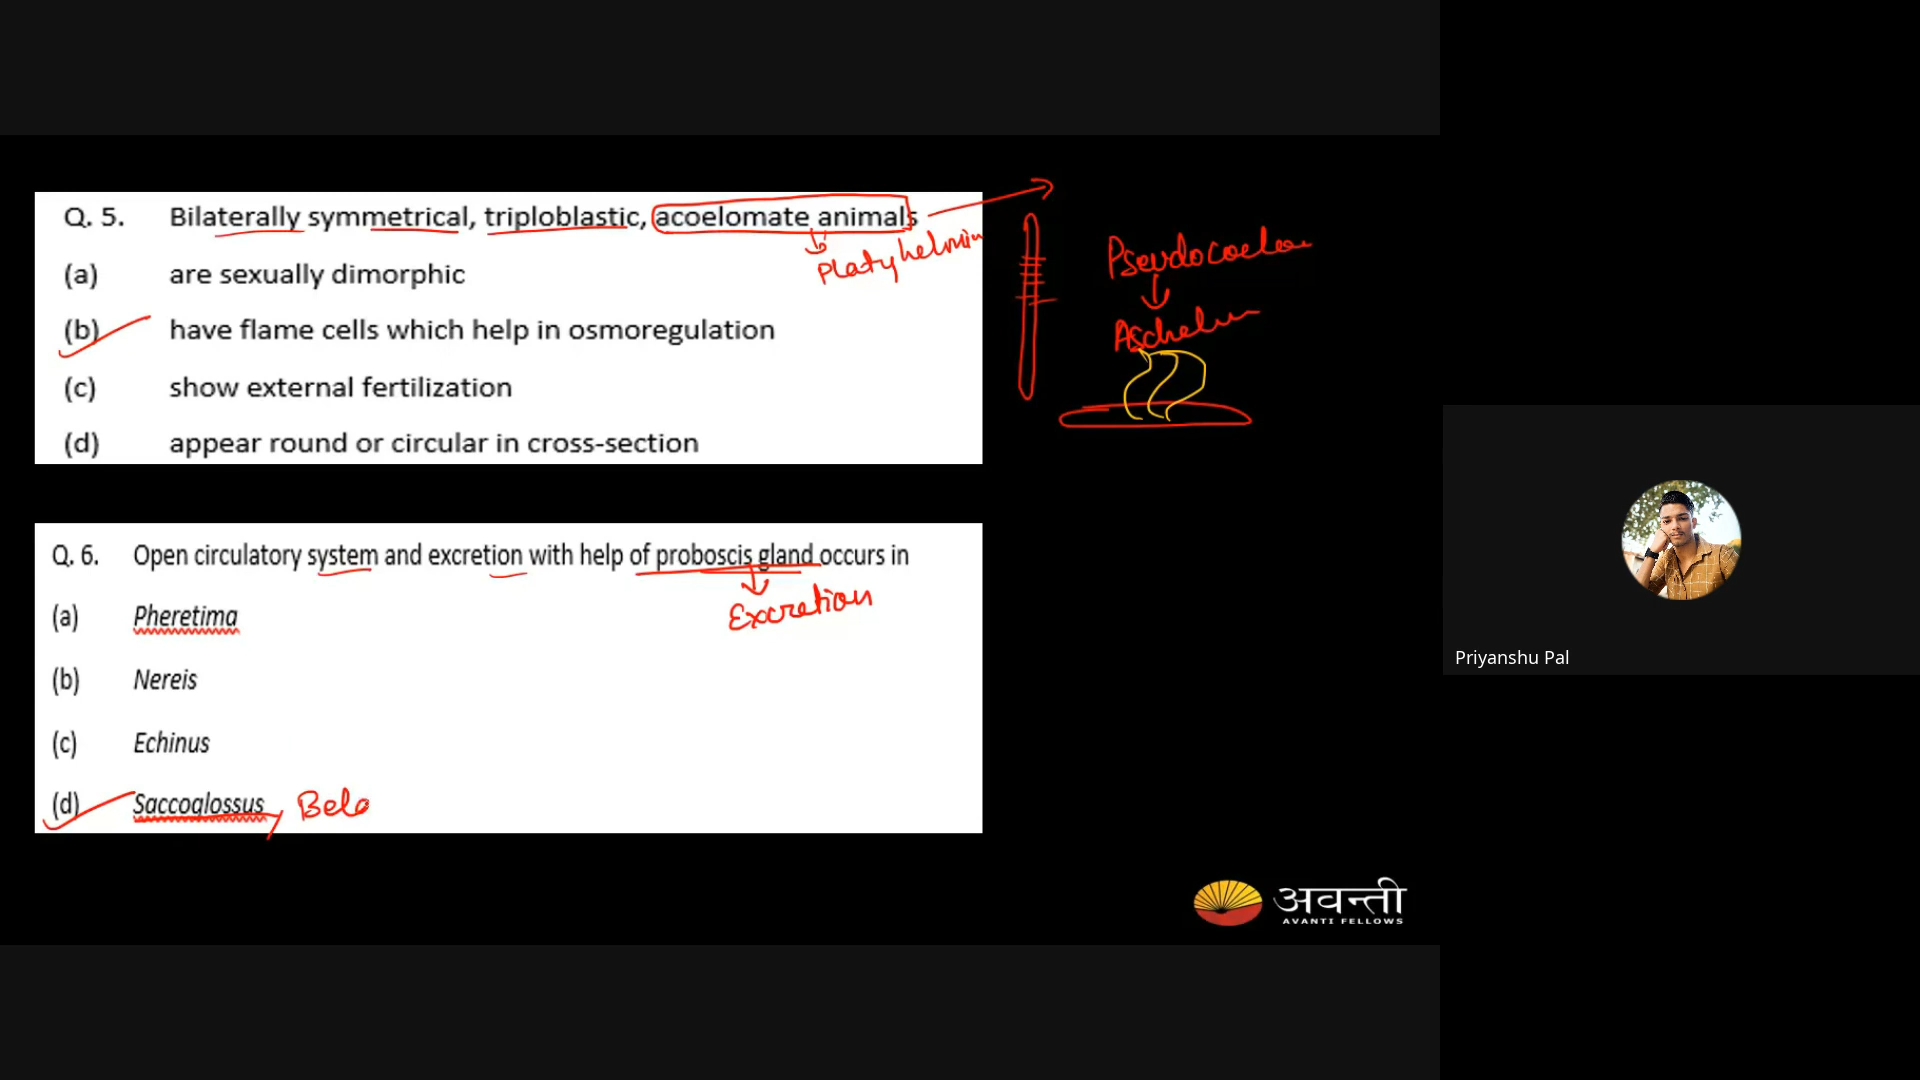 Q. 5. Bilaterally symmetrical, triploblastic, acoelomate animals
Platyhelmin
(a) are sexually dimorphic
(b) have flame cells which help in osmoregulation
(c) show external fertilization
(d) appear round or circular in cross-section
Pseudocoelom
Aschelm
Q. 6. Open circulatory system and excretion with help of proboscis gland occurs in
Excretion
(a) Pheretima
(b) Nereis
(c) Echinus
(d) Saccoglossus Bela
Priyanshu Pal
अवन्ती
AVANTI FELLOWS